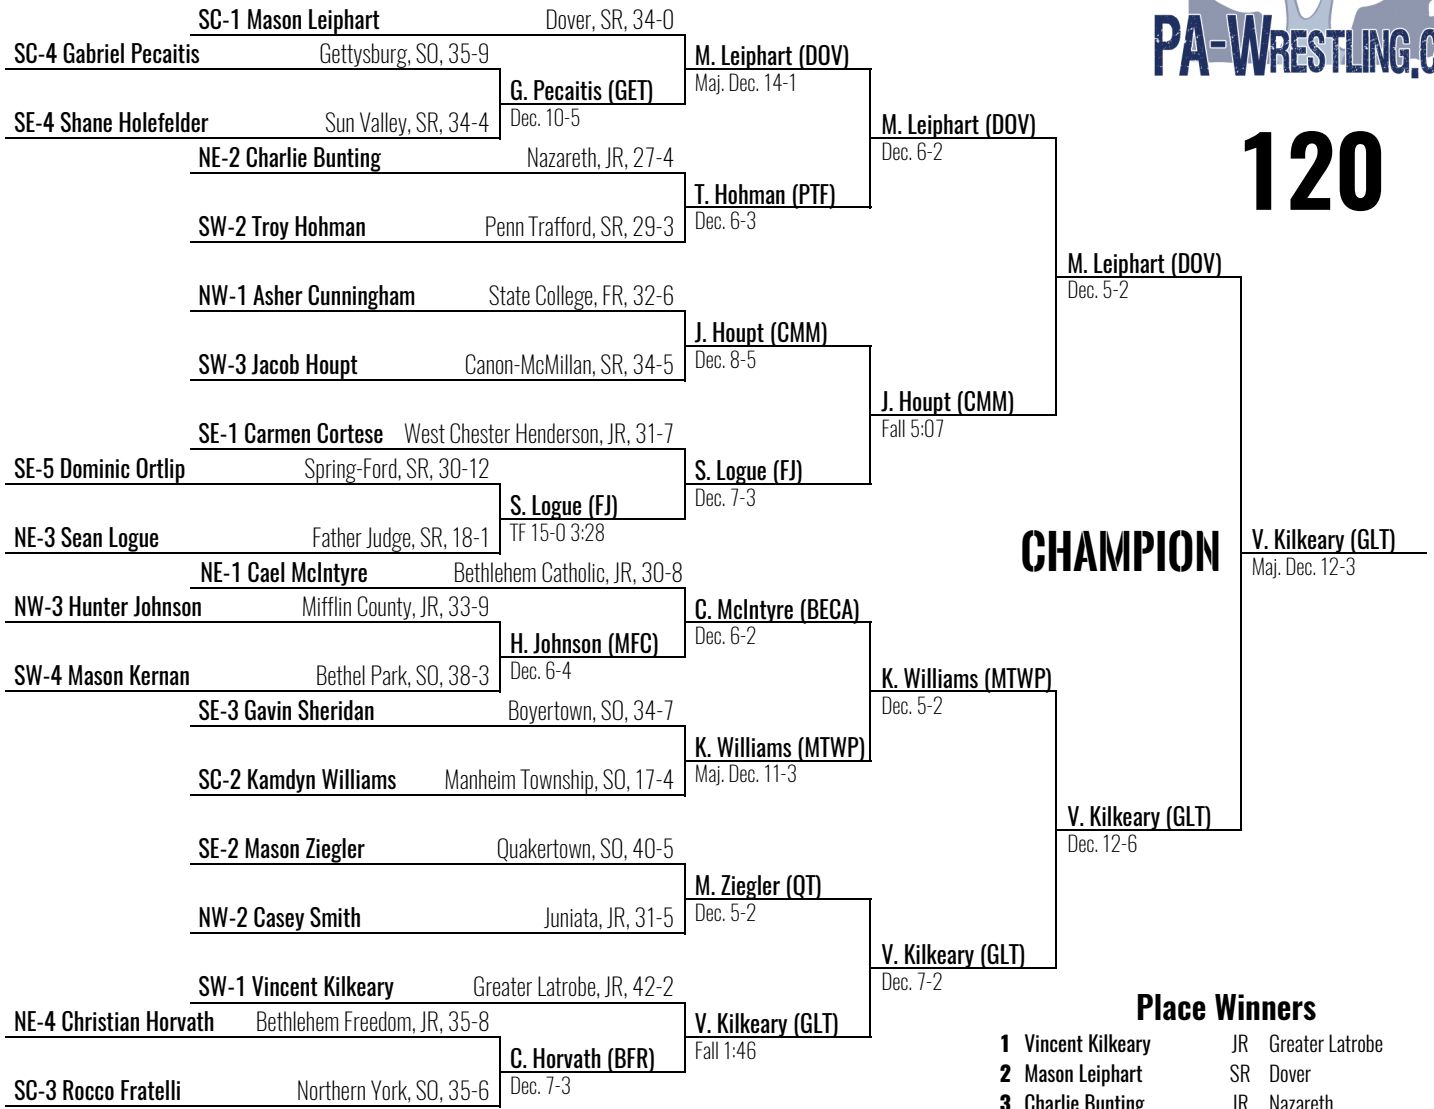 SC-1 Mason Leiphart Dover, SR, 34-0
SC-4 Gabriel Pecaitis Gettysburg, SO, 35-9
M. Leiphart (DOV)
Maj. Dec. 14-1
G. Pecaitis (GET)
Dec. 10-5
SE-4 Shane Holefelder Sun Valley, SR, 34-4
M. Leiphart (DOV)
Dec. 6-2
NE-2 Charlie Bunting Nazareth, JR, 27-4
T. Hohman (PTF)
Dec. 6-3
SW-2 Troy Hohman Penn Trafford, SR, 29-3
PA-WRESTLING.C
120
M. Leiphart (DOV)
Dec. 5-2
NW-1 Asher Cunningham State College, FR, 32-6
J. Houpt (CMM)
Dec. 8-5
SW-3 Jacob Houpt Canon-McMillan, SR, 34-5
J. Houpt (CMM)
Fall 5:07
SE-1 Carmen Cortese West Chester Henderson, JR, 31-7
SE-5 Dominic Ortlip Spring-Ford, SR, 30-12
S. Logue (FJ)
Dec. 7-3
S. Logue (FJ)
TF 15-0 3:28
NE-3 Sean Logue Father Judge, SR, 18-1
CHAMPION
V. Kilkeary (GLT)
Maj. Dec. 12-3
NE-1 Cael McIntyre Bethlehem Catholic, JR, 30-8
NW-3 Hunter Johnson Mifflin County, JR, 33-9
C. McIntyre (BECA)
Dec. 6-2
H. Johnson (MFC)
Dec. 6-4
SW-4 Mason Kernan Bethel Park, SO, 38-3
K. Williams (MTWP)
Dec. 5-2
SE-3 Gavin Sheridan Boyertown, SO, 34-7
K. Williams (MTWP)
Maj. Dec. 11-3
SC-2 Kamdyn Williams Manheim Township, SO, 17-4
V. Kilkeary (GLT)
Dec. 12-6
SE-2 Mason Ziegler Quakertown, SO, 40-5
M. Ziegler (QT)
Dec. 5-2
NW-2 Casey Smith Juniata, JR, 31-5
V. Kilkeary (GLT)
Dec. 7-2
SW-1 Vincent Kilkeary Greater Latrobe, JR, 42-2
NE-4 Christian Horvath Bethlehem Freedom, JR, 35-8
V. Kilkeary (GLT)
Fall 1:46
C. Horvath (BFR)
Dec. 7-3
SC-3 Rocco Fratelli Northern York, SO, 35-6
Place Winners
1 Vincent Kilkeary JR Greater Latrobe
2 Mason Leiphart SR Dover
3 Charlie Bunting JR Nazareth